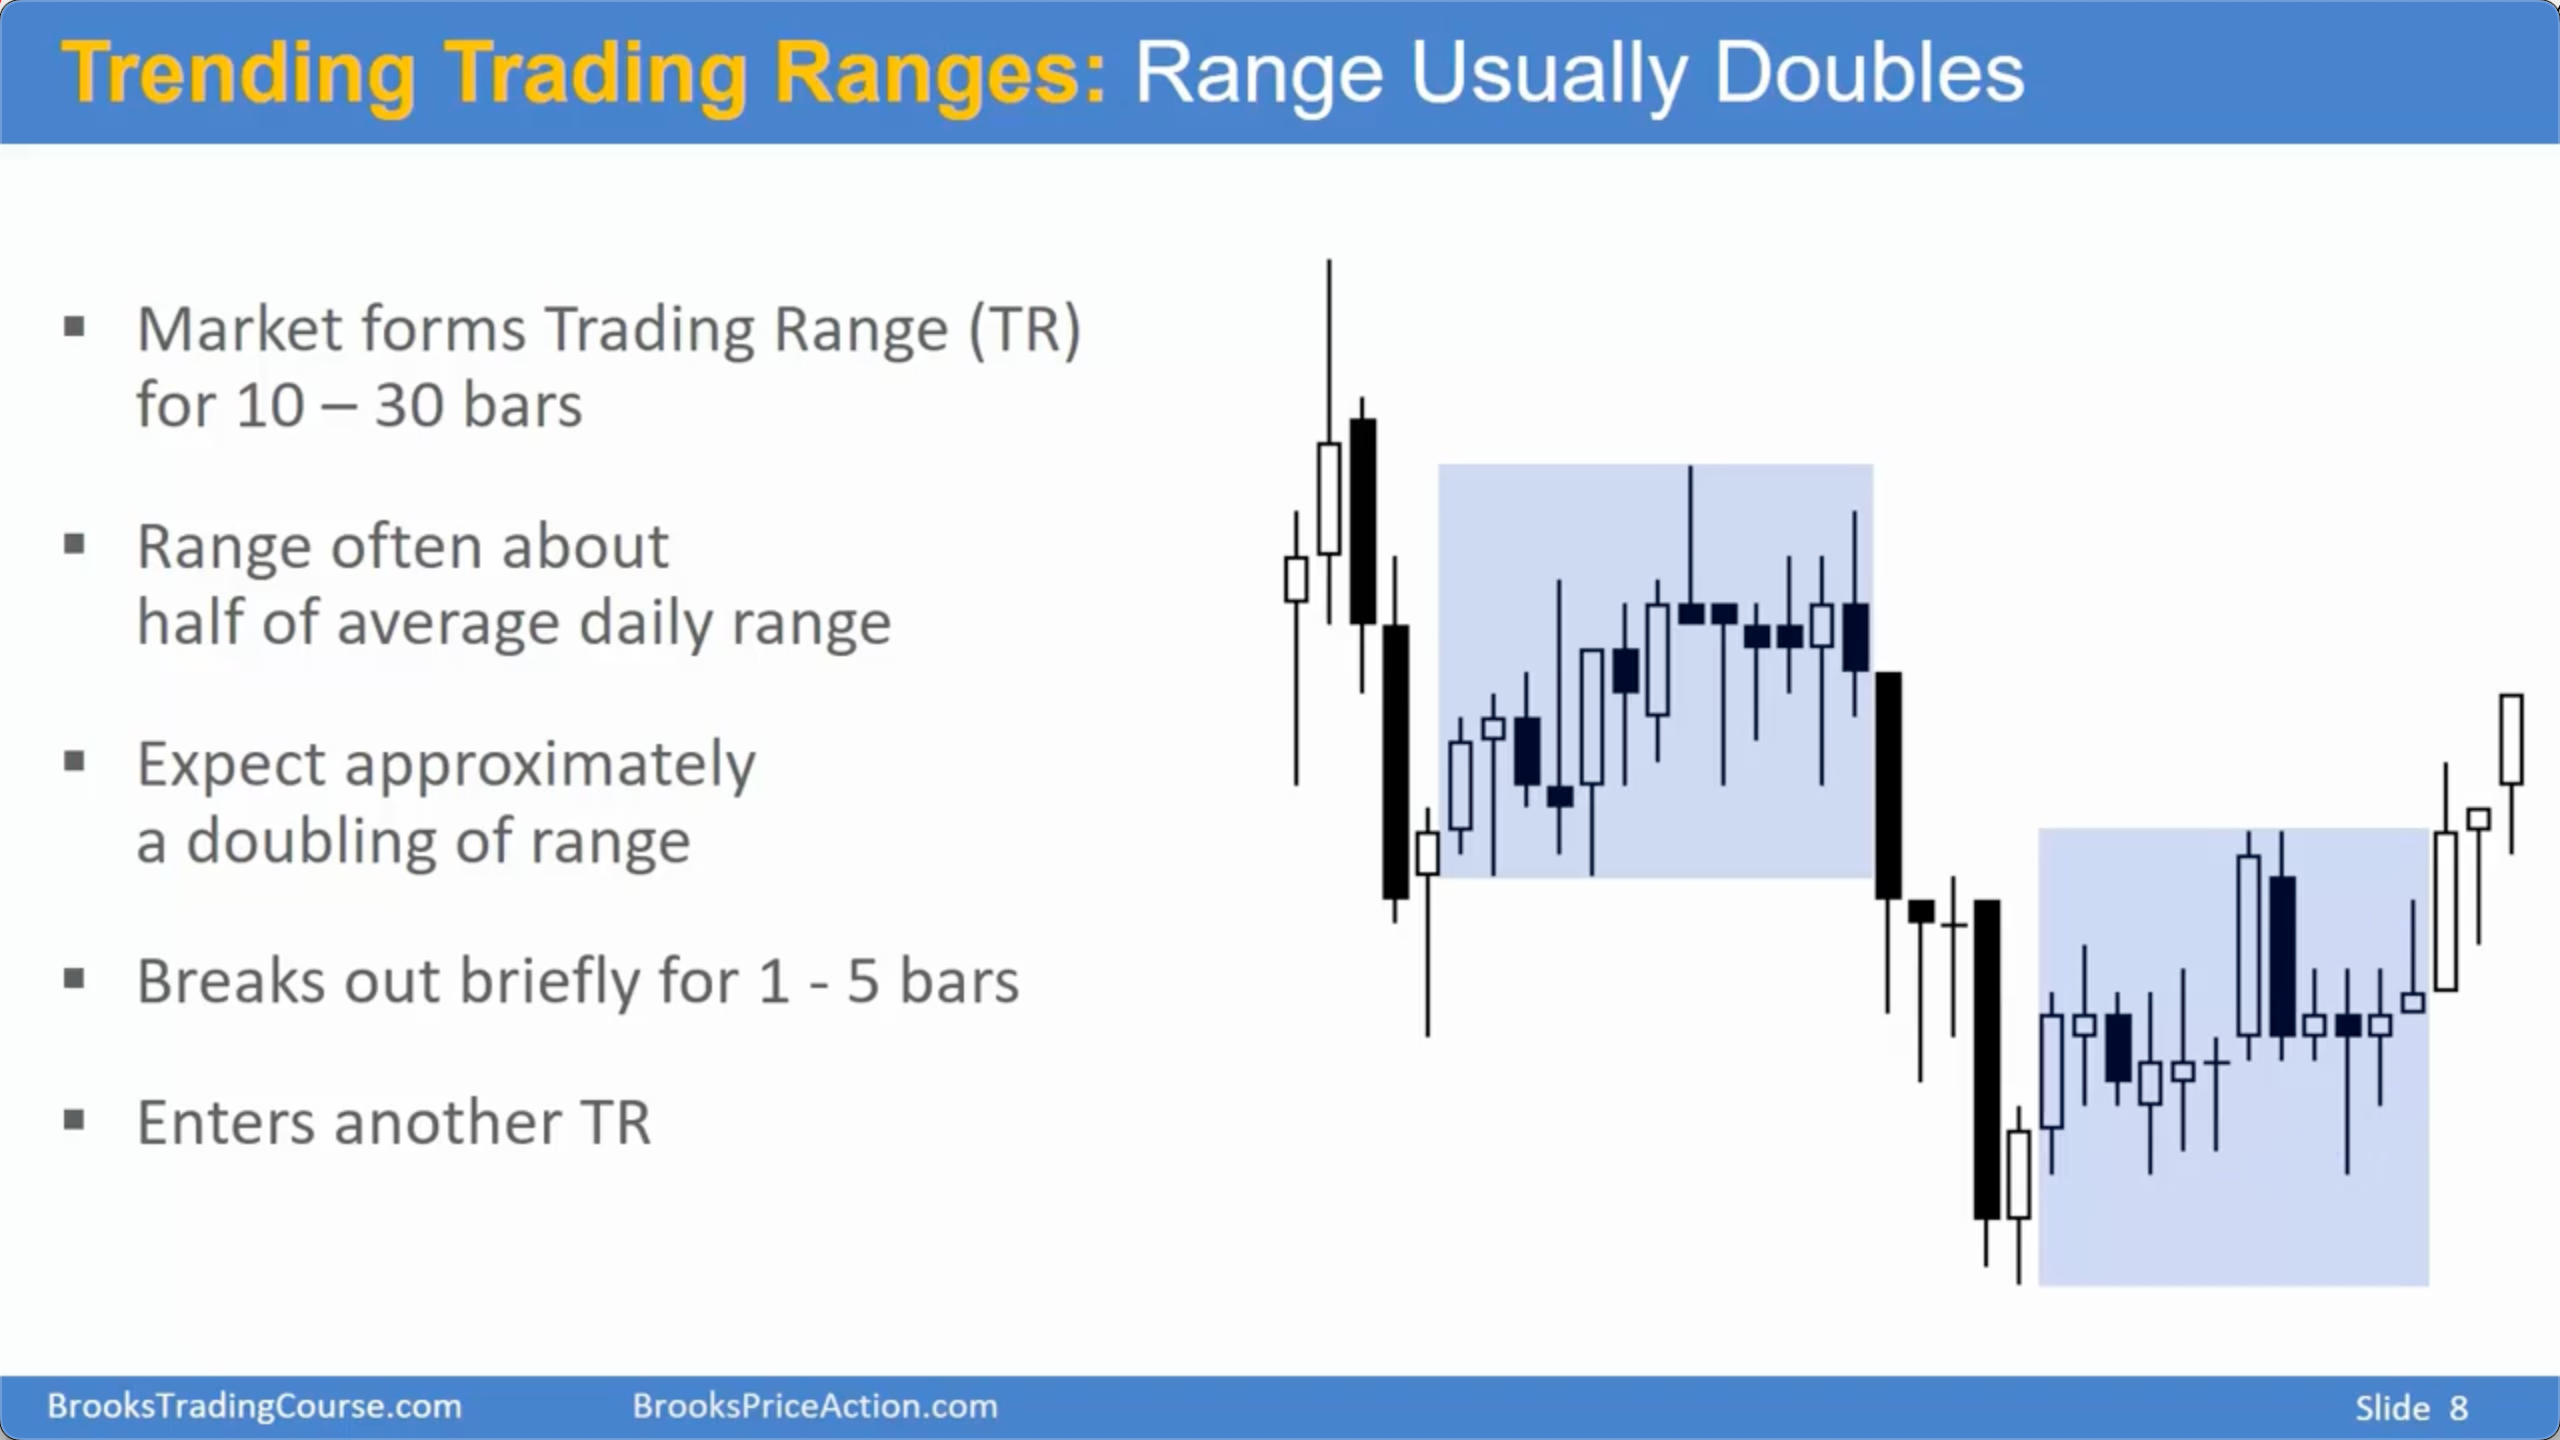 Trending Trading Ranges: Range Usually Doubles
▪ Market forms Trading Range (TR)
for 10 – 30 bars
▪ Range often about
half of average daily range
▪ Expect approximately
a doubling of range
▪ Breaks out briefly for 1 - 5 bars
▪ Enters another TR
BrooksTradingCourse.com BrooksPriceAction.com Slide 8